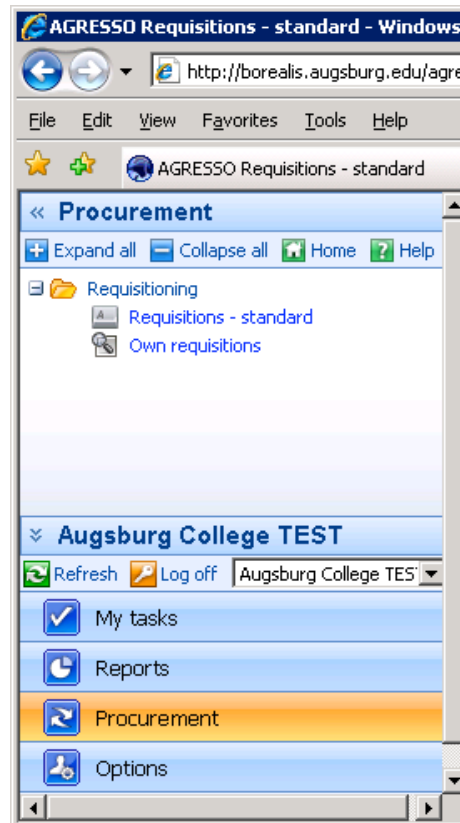 AGRESSO Requisitions - standard - Windows
http://borealis.augsburg.edu/agre
File Edit View Favorites Tools Help
AGRESSO Requisitions - standard
« Procurement
Expand all Collapse all Home Help
Requisitioning
Requisitions - standard
Own requisitions
Augsburg College TEST
Refresh Log off Augsburg College TES
My tasks
Reports
Procurement
Options